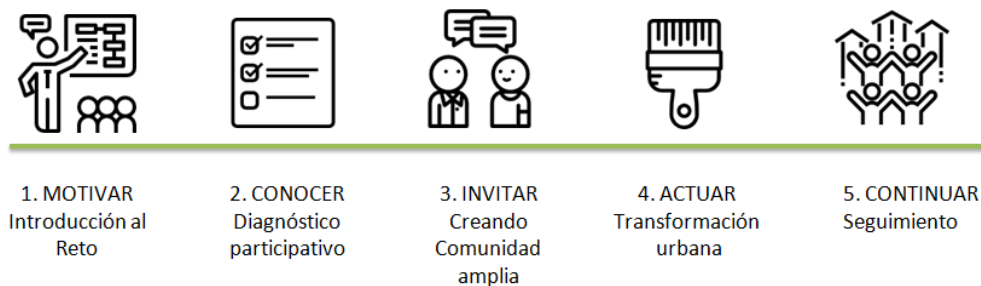 1. MOTIVAR
Introducción al
Reto
2. CONOCER
Diagnóstico
participativo
3. INVITAR
Creando
Comunidad
amplia
4. ACTUAR
Transformación
urbana
5. CONTINUAR
Seguimiento